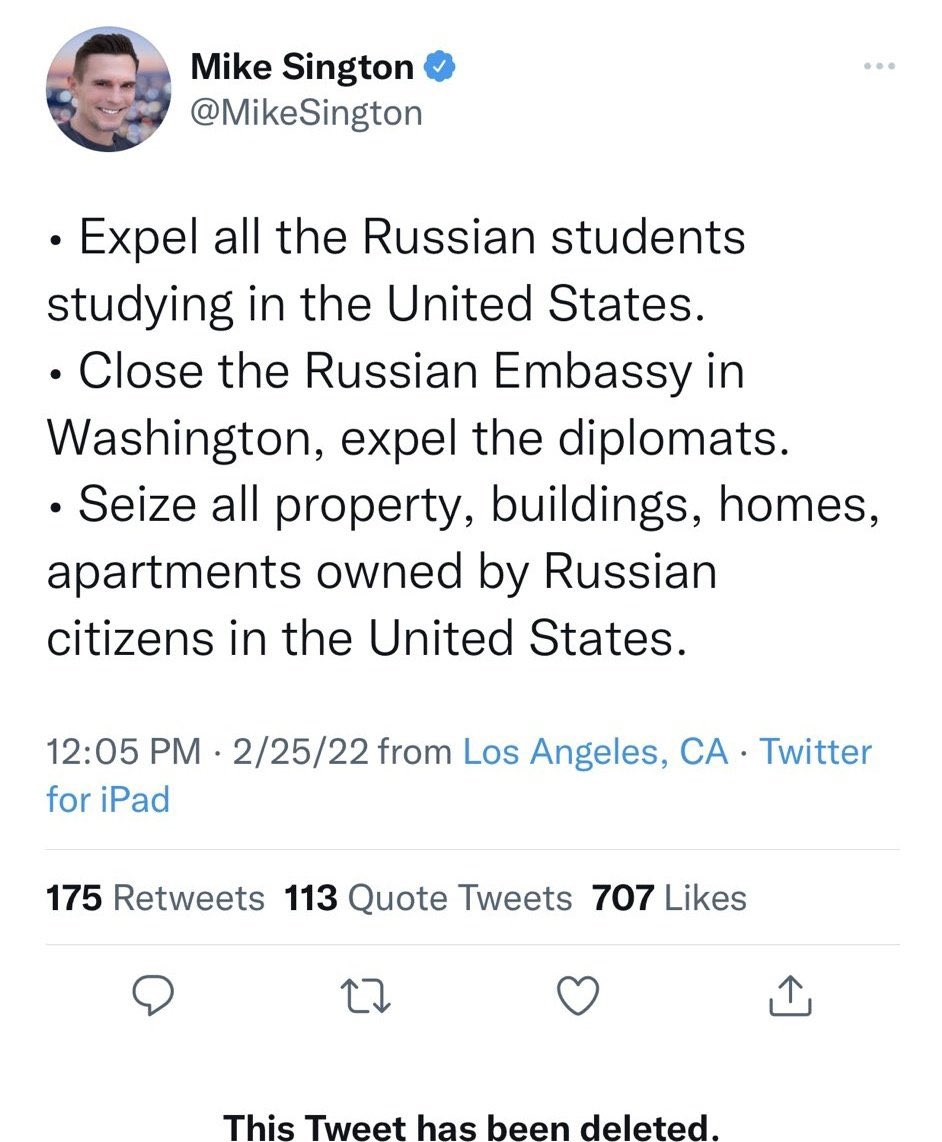 Mike Sington
@MikeSington
• Expel all the Russian students
studying in the United States.
• Close the Russian Embassy in
Washington, expel the diplomats.
• Seize all property, buildings, homes,
apartments owned by Russian
citizens in the United States.
12:05 PM · 2/25/22 from Los Angeles, CA · Twitter
for iPad
175 Retweets 113 Quote Tweets 707 Likes
This Tweet has been deleted.